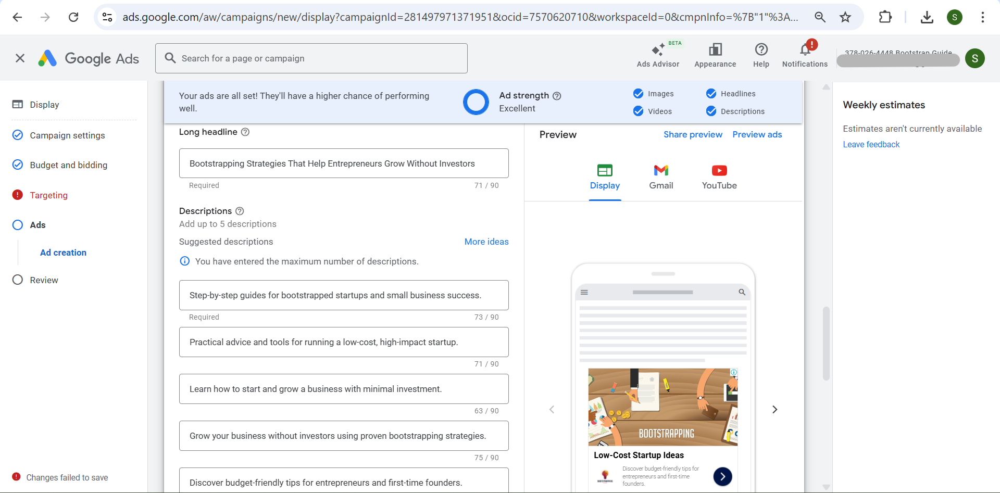 ads.google.com/aw/campaigns/new/display?campaignId=281497971371951&ocid=7570620710&workspaceId=0&cmpnInfo=%7B"1"%3A...
S
Google Ads
Search for a page or campaign
BETA
Ads Advisor
Appearance
Help
!
Notifications
378-026-4448 Bootstrap Guide
S
Display
Campaign settings
Budget and bidding
Targeting
Ads
Ad creation
Review
Changes failed to save
Your ads are all set! They'll have a higher chance of performing
well.
Ad strength
Excellent
Images
Headlines
Videos
Descriptions
Long headline
Bootstrapping Strategies That Help Entrepreneurs Grow Without Investors
Required
71 / 90
Descriptions
Add up to 5 descriptions
Suggested descriptions
More ideas
You have entered the maximum number of descriptions.
Step-by-step guides for bootstrapped startups and small business success.
Required
73 / 90
Practical advice and tools for running a low-cost, high-impact startup.
71 / 90
Learn how to start and grow a business with minimal investment.
63 / 90
Grow your business without investors using proven bootstrapping strategies.
75 / 90
Discover budget-friendly tips for entrepreneurs and first-time founders.
Preview
Share preview
Preview ads
Display
Gmail
YouTube
BOOTSTRAPPING
Low-Cost Startup Ideas
Discover budget-friendly tips for
entrepreneurs and first-time
founders.
Weekly estimates
Estimates aren't currently available
Leave feedback